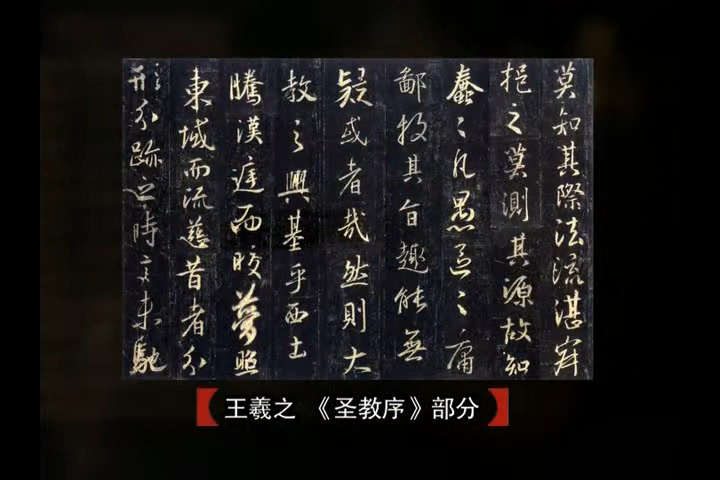 莫知其際法流湛寂
挹之莫測其源故知
蠢々凡愚區々庸
鄙投其旨趣能無
疑或者哉然則大
教之興基乎西土
騰漢庭而皎夢照
東域而流慈昔者分
形分跡之時言未馳
王羲之 《圣教序》部分